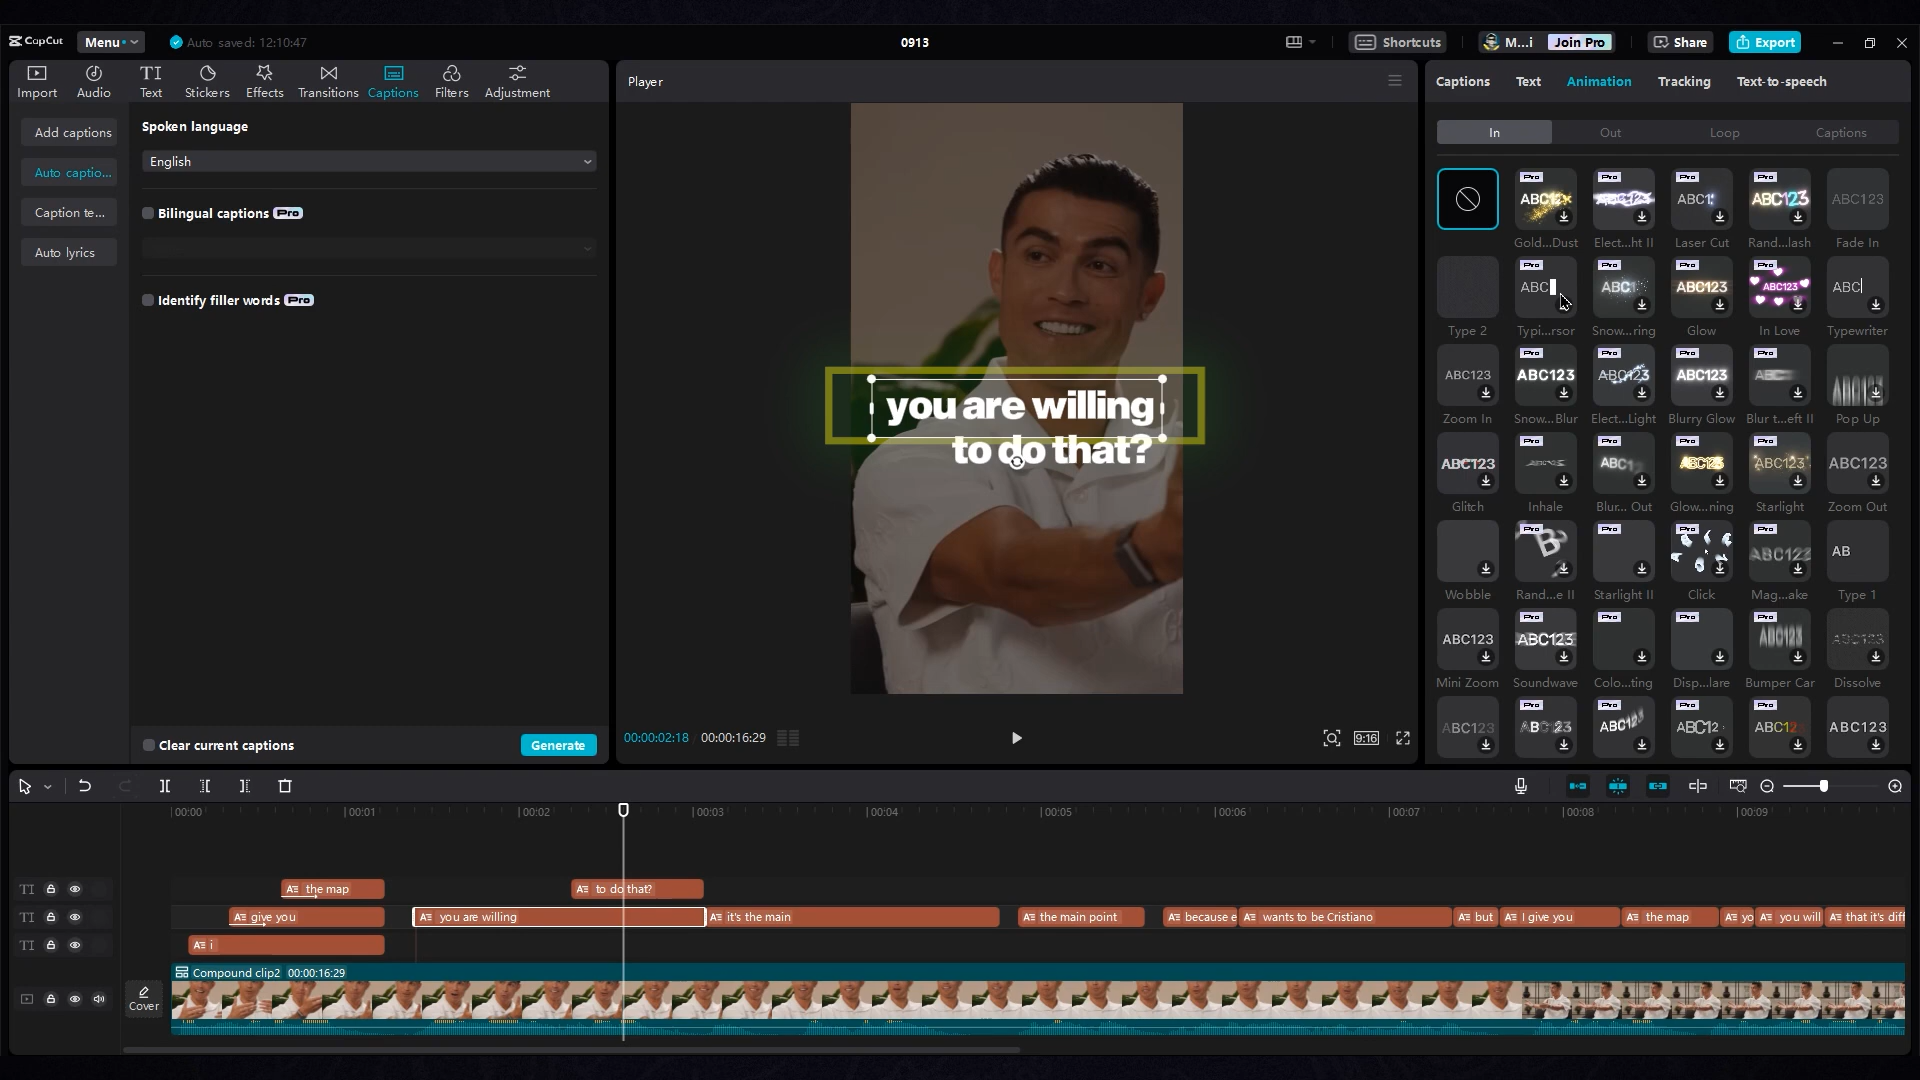 CapCut
Menu
Auto saved: 12:10:47
0913
Shortcuts
M...i
Join Pro
Share
Export
Import
Audio
Text
Stickers
Effects
Transitions
Captions
Filters
Adjustment
Add captions
Auto captio...
Caption te...
Auto lyrics
Spoken language
English
Bilingual captions Pro
Identify filler words Pro
Clear current captions
Generate
Player
you are willing
to do that?
00:00:02:18 / 00:00:16:29
9:16
Captions
Text
Animation
Tracking
Text-to-speech
In
Out
Loop
Captions
Gold...Dust
Elect...ht II
Laser Cut
Rand...lash
Fade In
Type 2
Typi...rsor
Snow...ring
Glow
In Love
Typewriter
Zoom In
Snow...Blur
Elect...Light
Blurry Glow
Blur t...eft II
Pop Up
Glitch
Inhale
Blur... Out
Glow...ning
Starlight
Zoom Out
Wobble
Rand...e II
Starlight II
Click
Mag...ake
Type 1
Mini Zoom
Soundwave
Colo...ting
Disp...lare
Bumper Car
Dissolve
00:00
00:01
00:02
00:03
00:04
00:05
00:06
00:07
00:08
00:09
the map
to do that?
give you
you are willing
it's the main
the main point
because e
wants to be Cristiano
but
I give you
the map
yo
you will
that it's diff
i
Compound clip2 00:00:16:29
Cover